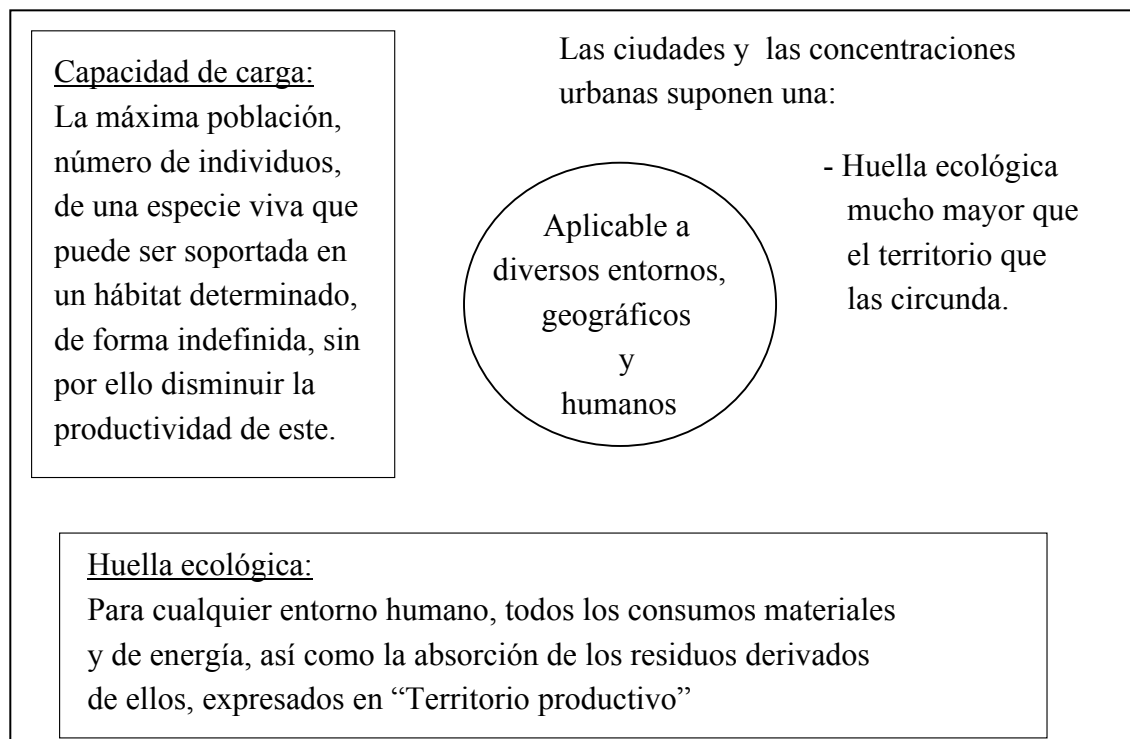 Capacidad de carga:
La máxima población,
número de individuos,
de una especie viva que
puede ser soportada en
un hábitat determinado,
de forma indefinida, sin
por ello disminuir la
productividad de este.
Las ciudades y las concentraciones
urbanas suponen una:
Aplicable a
diversos entornos,
geográficos
y
humanos
- Huella ecológica
mucho mayor que
el territorio que
las circunda.
Huella ecológica:
Para cualquier entorno humano, todos los consumos materiales
y de energía, así como la absorción de los residuos derivados
de ellos, expresados en “Territorio productivo”